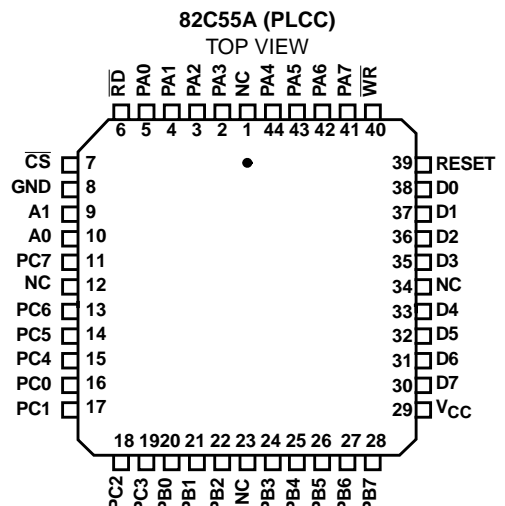 82C55A (PLCC)
TOP VIEW
RD PA0 PA1 PA2 PA3 NC PA4 PA5 PA6 PA7 WR
6 5 4 3 2 1 44 43 42 41 40
CS 7 39 RESET
GND 8 38 D0
A1 9 37 D1
A0 10 36 D2
PC7 11 35 D3
NC 12 34 NC
PC6 13 33 D4
PC5 14 32 D5
PC4 15 31 D6
PC0 16 30 D7
PC1 17 29 VCC
18 19 20 21 22 23 24 25 26 27 28
PC2 PC3 PB0 PB1 PB2 NC PB3 PB4 PB5 PB6 PB7